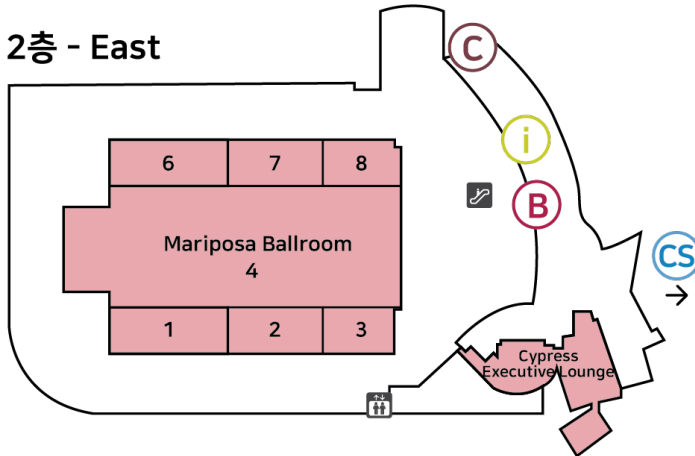 2층 - East
C
i
B
CS
6 7 8
Mariposa Ballroom
4
1 2 3
Cypress
Executive Lounge